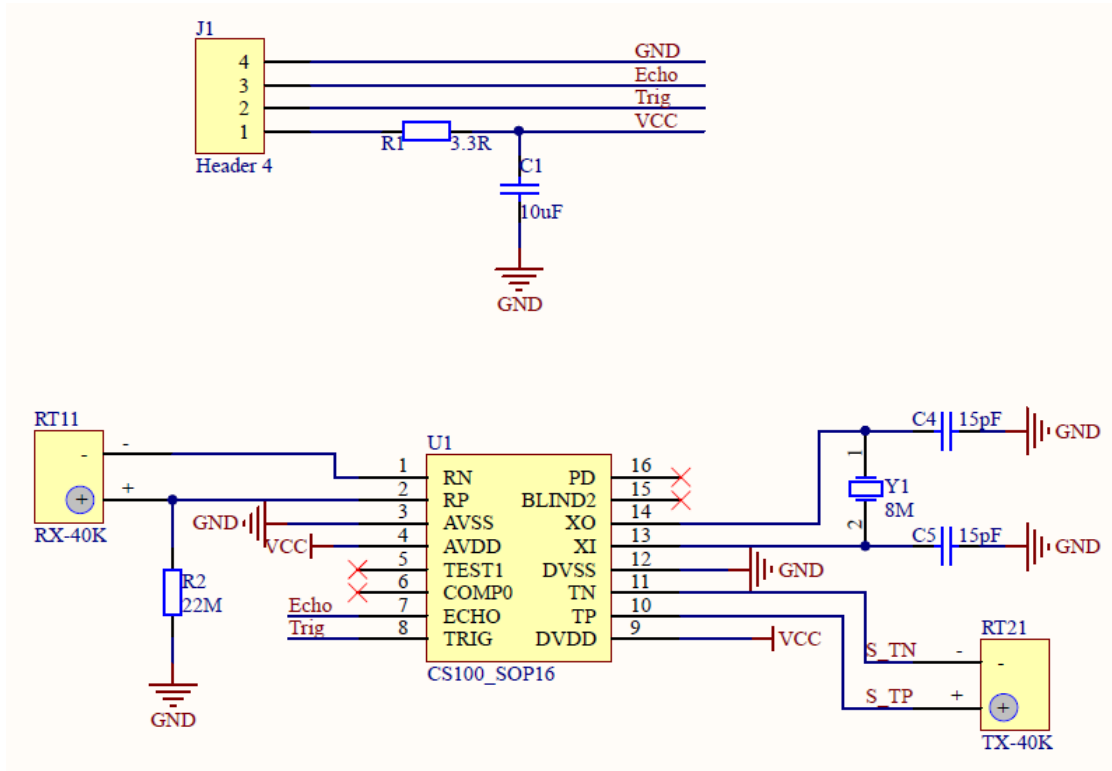 J1
4 GND
3 Echo
2 Trig
1 VCC
R1 3.3R
Header 4
C1
10uF
GND
RT11
-
-
+
+
RX-40K
R2
22M
GND
GND
VCC
Echo
Trig
U1
1 RN PD 16
2 RP BLIND2 15
3 AVSS XO 14
4 AVDD XI 13
5 TEST1 DVSS 12
6 COMP0 TN 11
7 ECHO TP 10
8 TRIG DVDD 9
CS100_SOP16
C4 15pF GND
1
Y1
8M
2
C5 15pF GND
GND
VCC
RT21
S_TN - -
S_TP + +
TX-40K